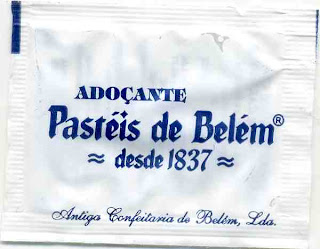 ADOÇANTE
Pastéis de Belém®
≈ desde 1837 ≈
Antiga Confeitaria de Belém, Lda.